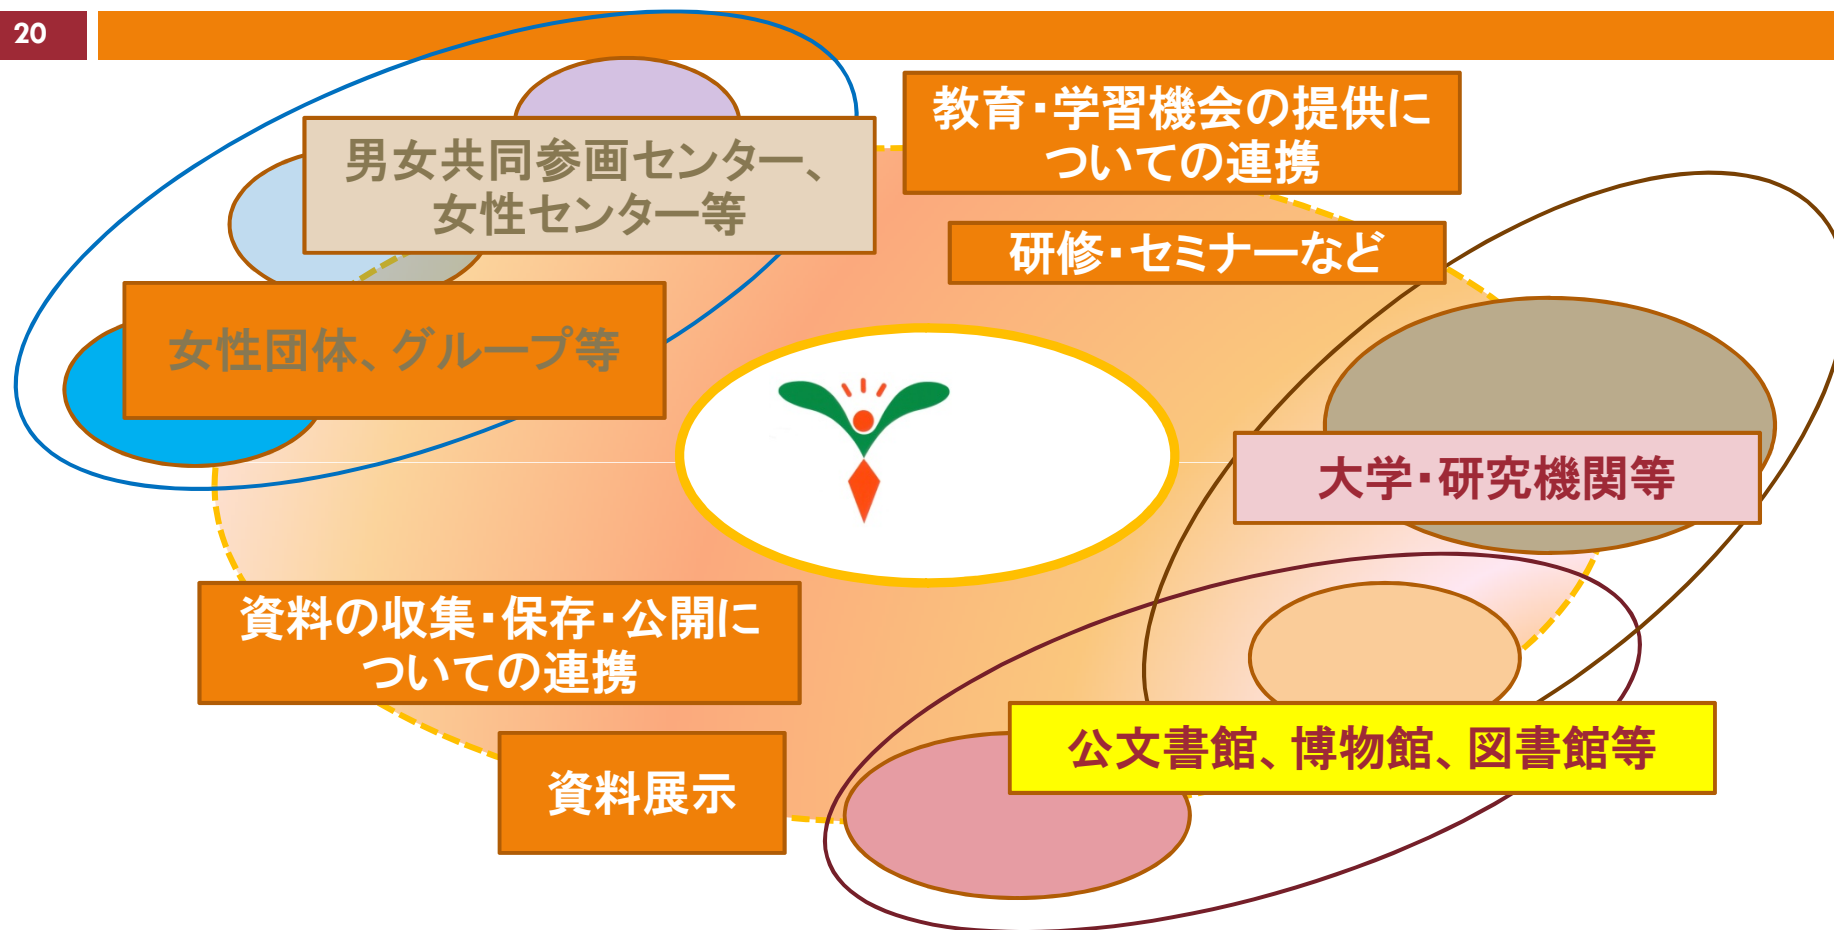 20
男女共同参画センター、
女性センター等
教育・学習機会の提供に
ついての連携
研修・セミナーなど
女性団体、グループ等
大学・研究機関等
資料の収集・保存・公開に
ついての連携
公文書館、博物館、図書館等
資料展示